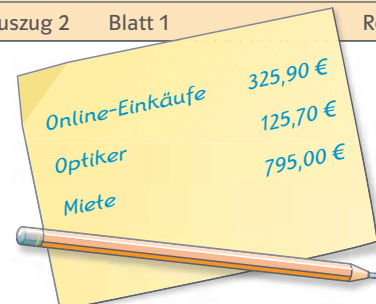 uszug 2 Blatt 1 R
Online-Einkäufe 325,90 €
Optiker 125,70 €
Miete 795,00 €